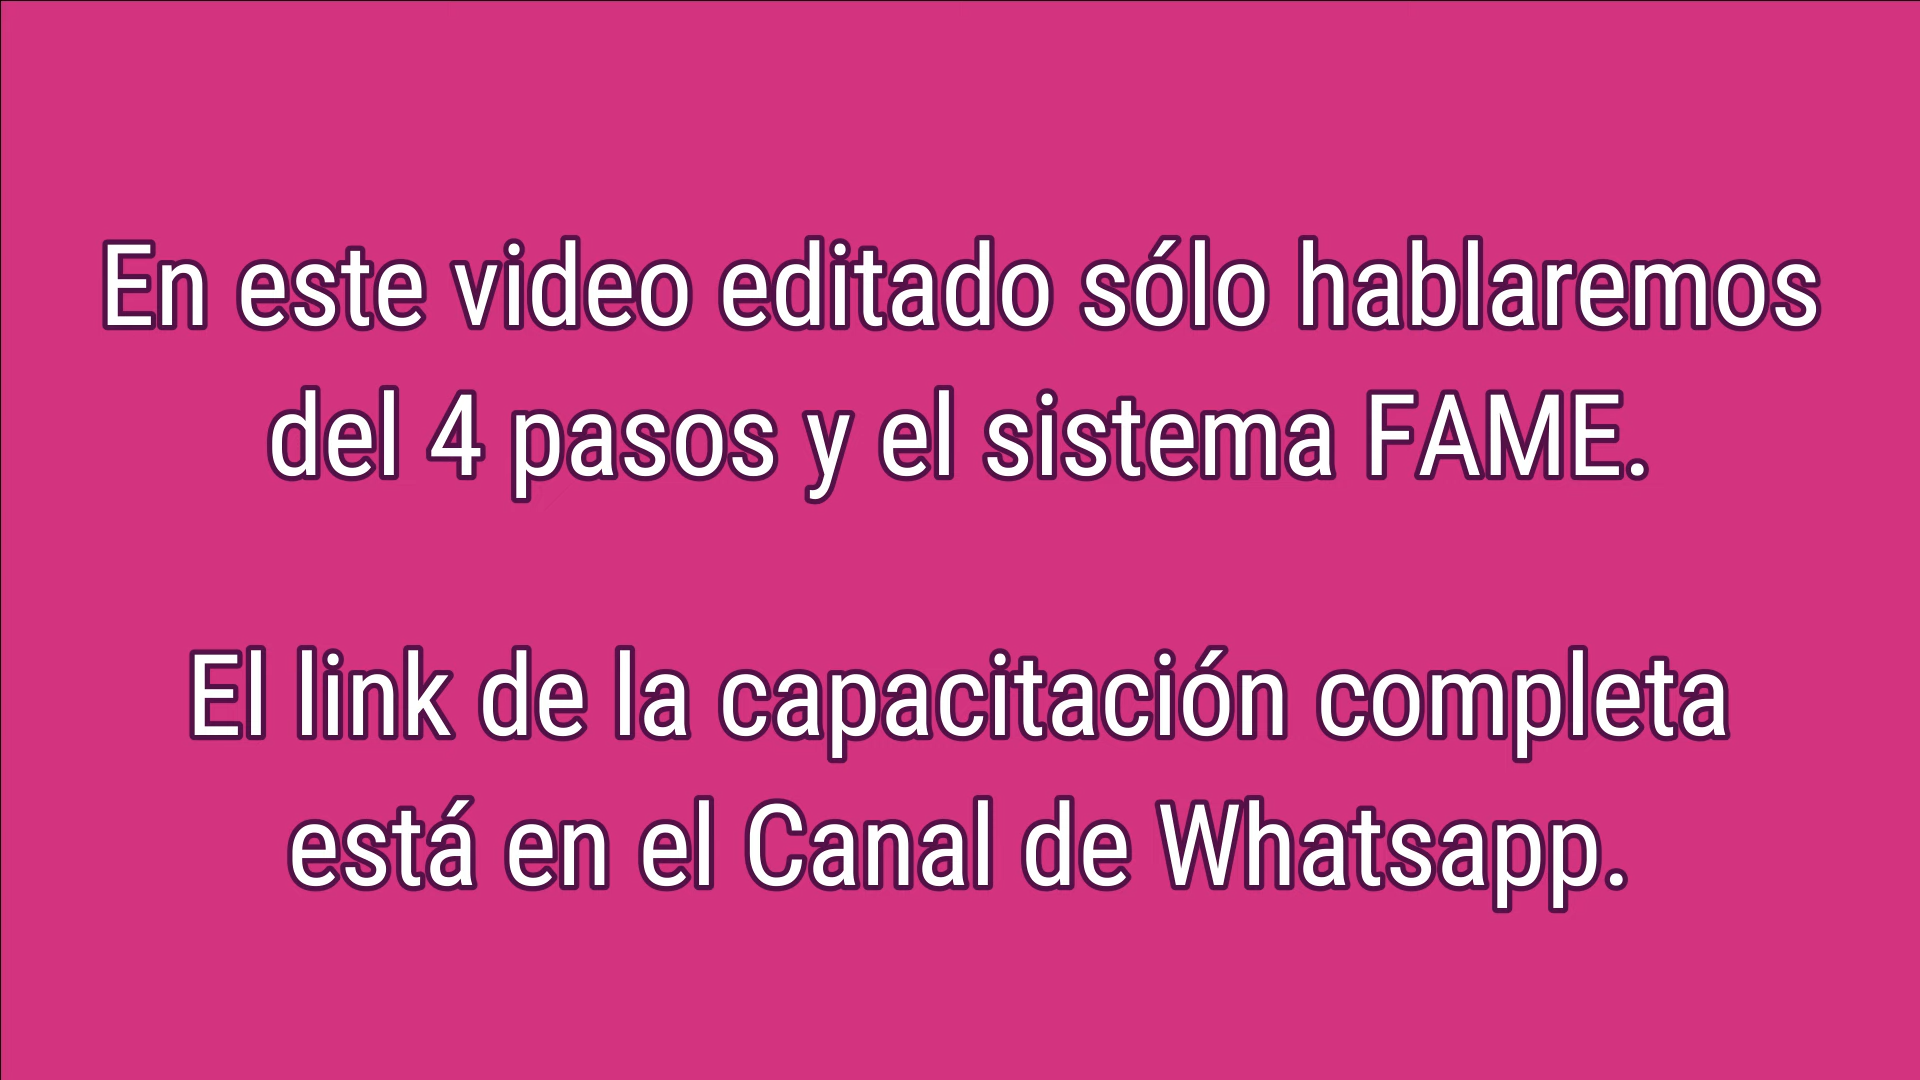 En este video editado sólo hablaremos
del 4 pasos y el sistema FAME.
El link de la capacitación completa
está en el Canal de Whatsapp.